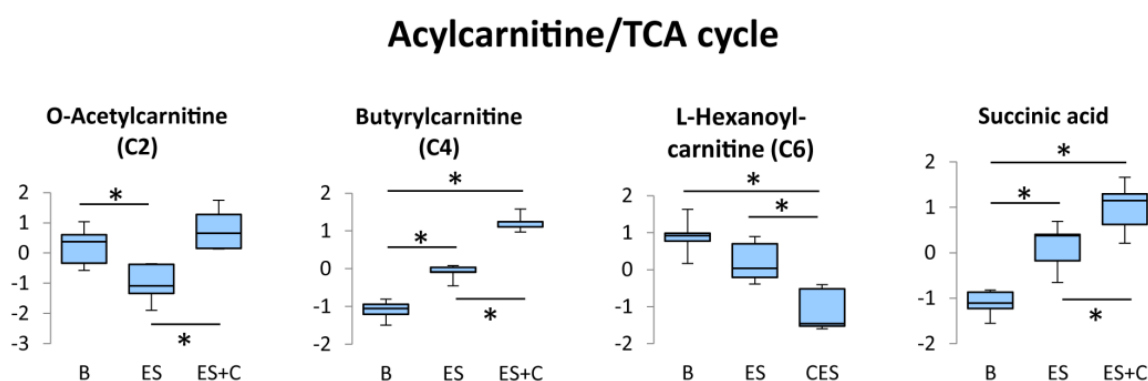 Acylcarnitine/TCA cycle
O-Acetylcarnitine
(C2)
2
1
0
-1
-2
-3
*
*
B ES ES+C
Butyrylcarnitine
(C4)
2
1
0
-1
-2
*
*
*
B ES ES+C
L-Hexanoyl-
carnitine (C6)
2
1
0
-1
-2
*
*
B ES CES
Succinic acid
2
1
0
-1
-2
*
*
*
B ES ES+C